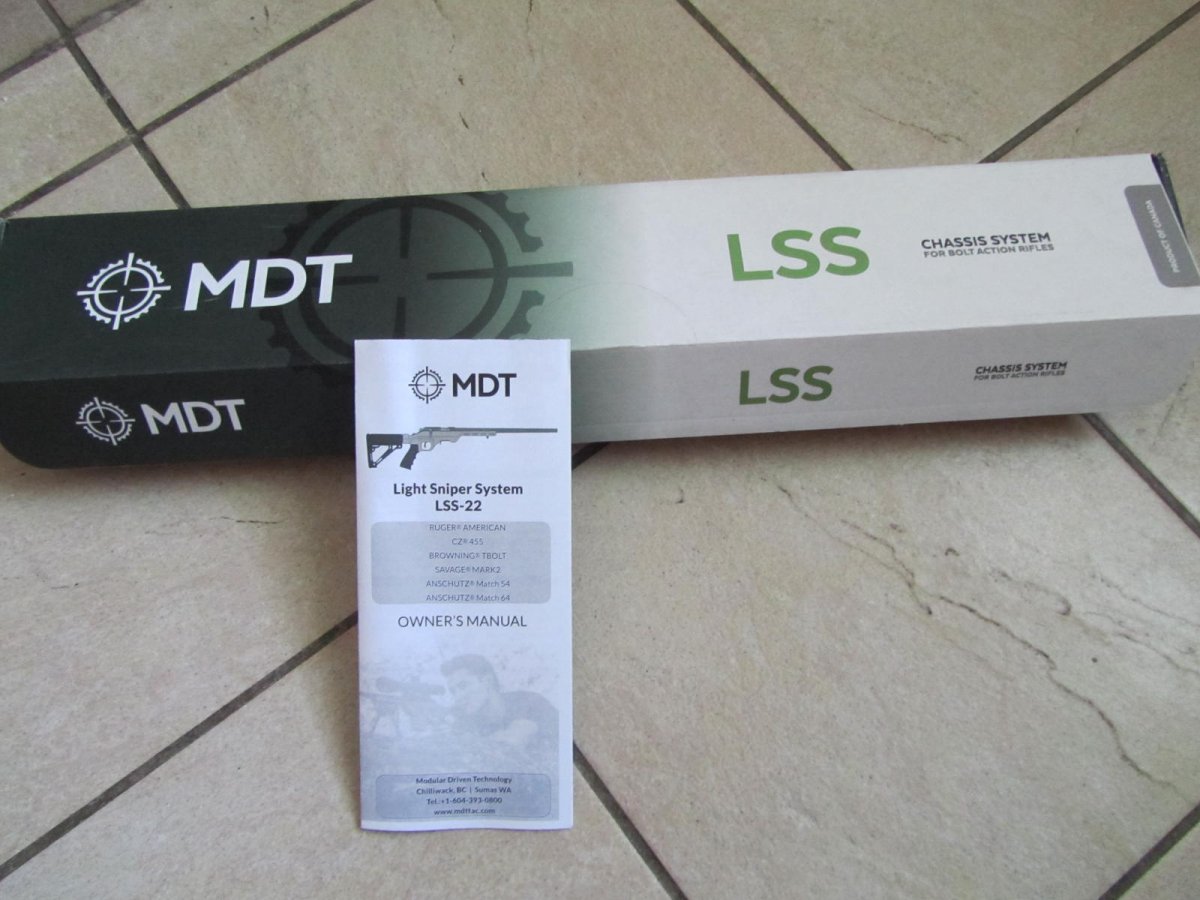 MDT
LSS
CHASSIS SYSTEM
FOR BOLT ACTION RIFLES
PRODUCT OF CANADA
MDT
LSS
CHASSIS SYSTEM
FOR BOLT ACTION RIFLES
MDT
Light Sniper System
LSS-22
RUGER® AMERICAN
CZ® 455
BROWNING® TBOLT
SAVAGE® MARK2
ANSCHUTZ® Match 54
ANSCHUTZ® Match 64
OWNER'S MANUAL
Modular Driven Technology
Chilliwack, BC | Sumas WA
Tel.:+1-604-393-0800
www.mdttac.com